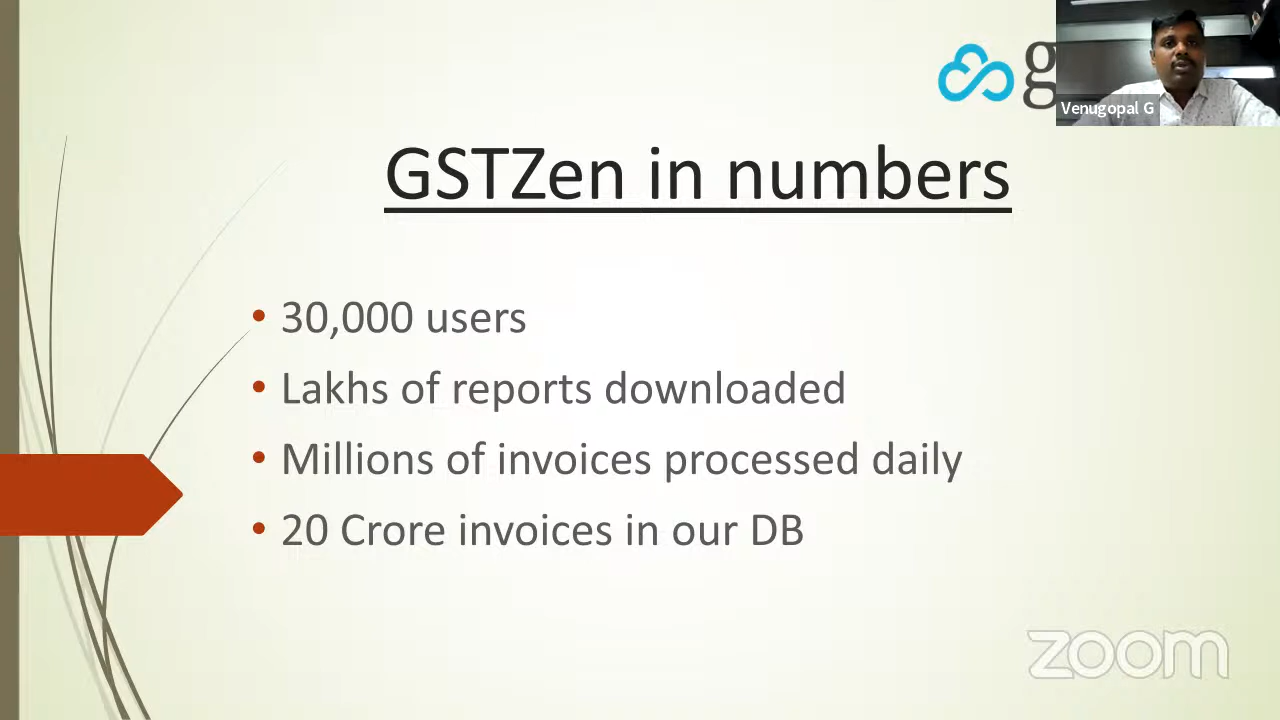 g
Venugopal G
GSTZen in numbers
• 30,000 users
• Lakhs of reports downloaded
• Millions of invoices processed daily
• 20 Crore invoices in our DB
zoom